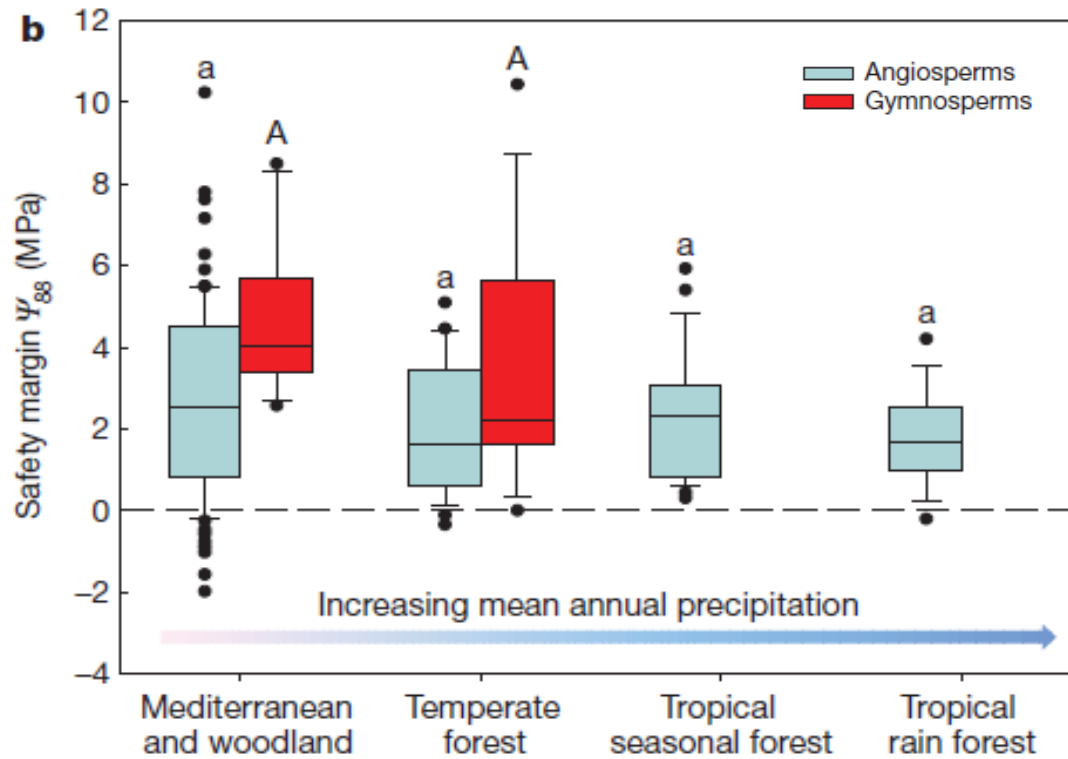 b
12
10
8
6
4
2
0
−2
−4
Safety margin Ψ88 (MPa)
a
A
a
A
a
a
Angiosperms
Gymnosperms
Increasing mean annual precipitation
Mediterranean
and woodland
Temperate
forest
Tropical
seasonal forest
Tropical
rain forest